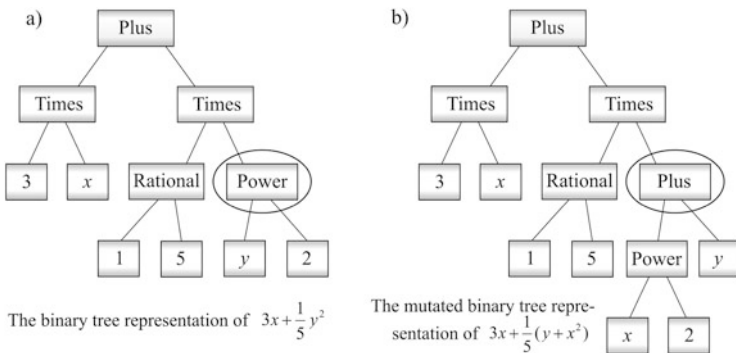 a)
Plus
Times Times
3 x Rational Power
1 5 y 2
The binary tree representation of 3x+\frac{1}{5}y^2
b)
Plus
Times Times
3 x Rational Plus
1 5 Power y
x 2
The mutated binary tree repre-
sentation of 3x+\frac{1}{5}(y+x^2)